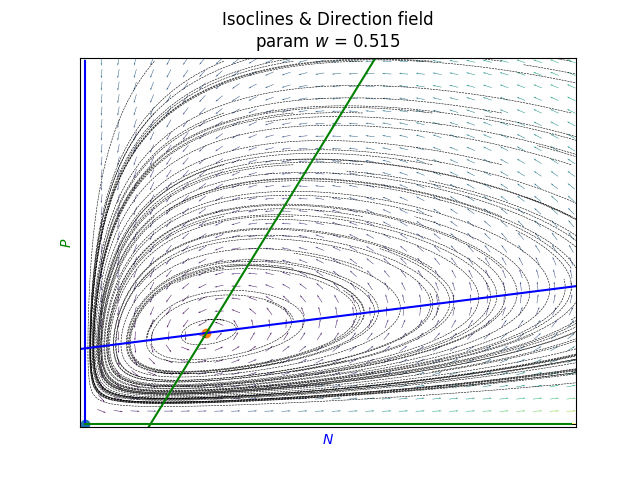 Isoclines & Direction field
param w = 0.515
P
N